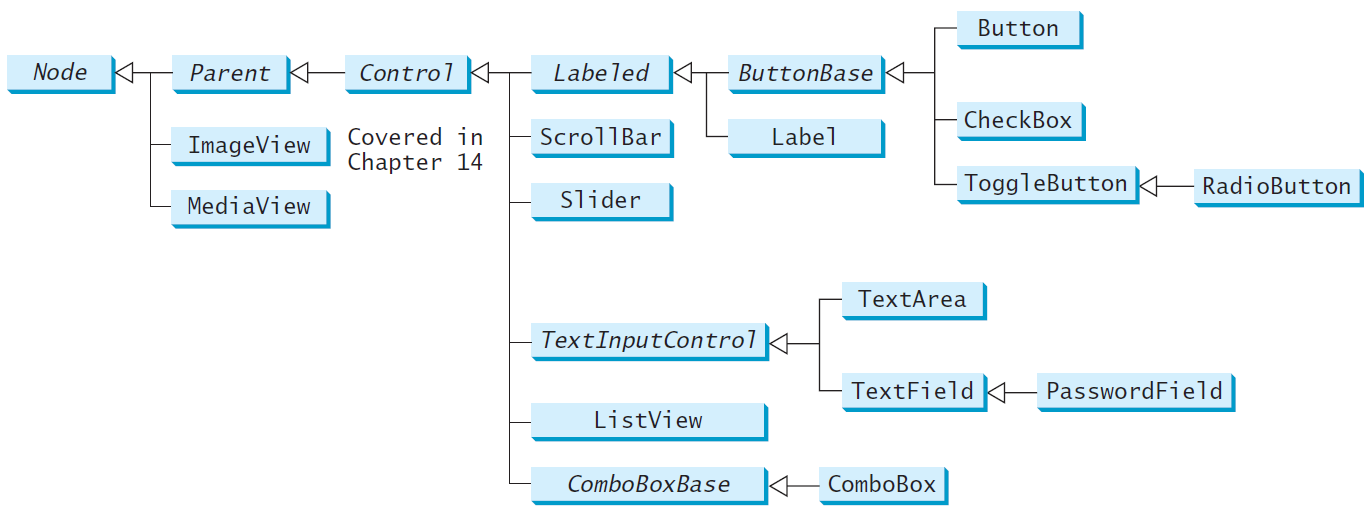 Node
Parent
Control
Labeled
ButtonBase
Button
ImageView
Covered in
Chapter 14
ScrollBar
Label
CheckBox
MediaView
Slider
ToggleButton
RadioButton
TextInputControl
TextArea
TextField
PasswordField
ListView
ComboBoxBase
ComboBox